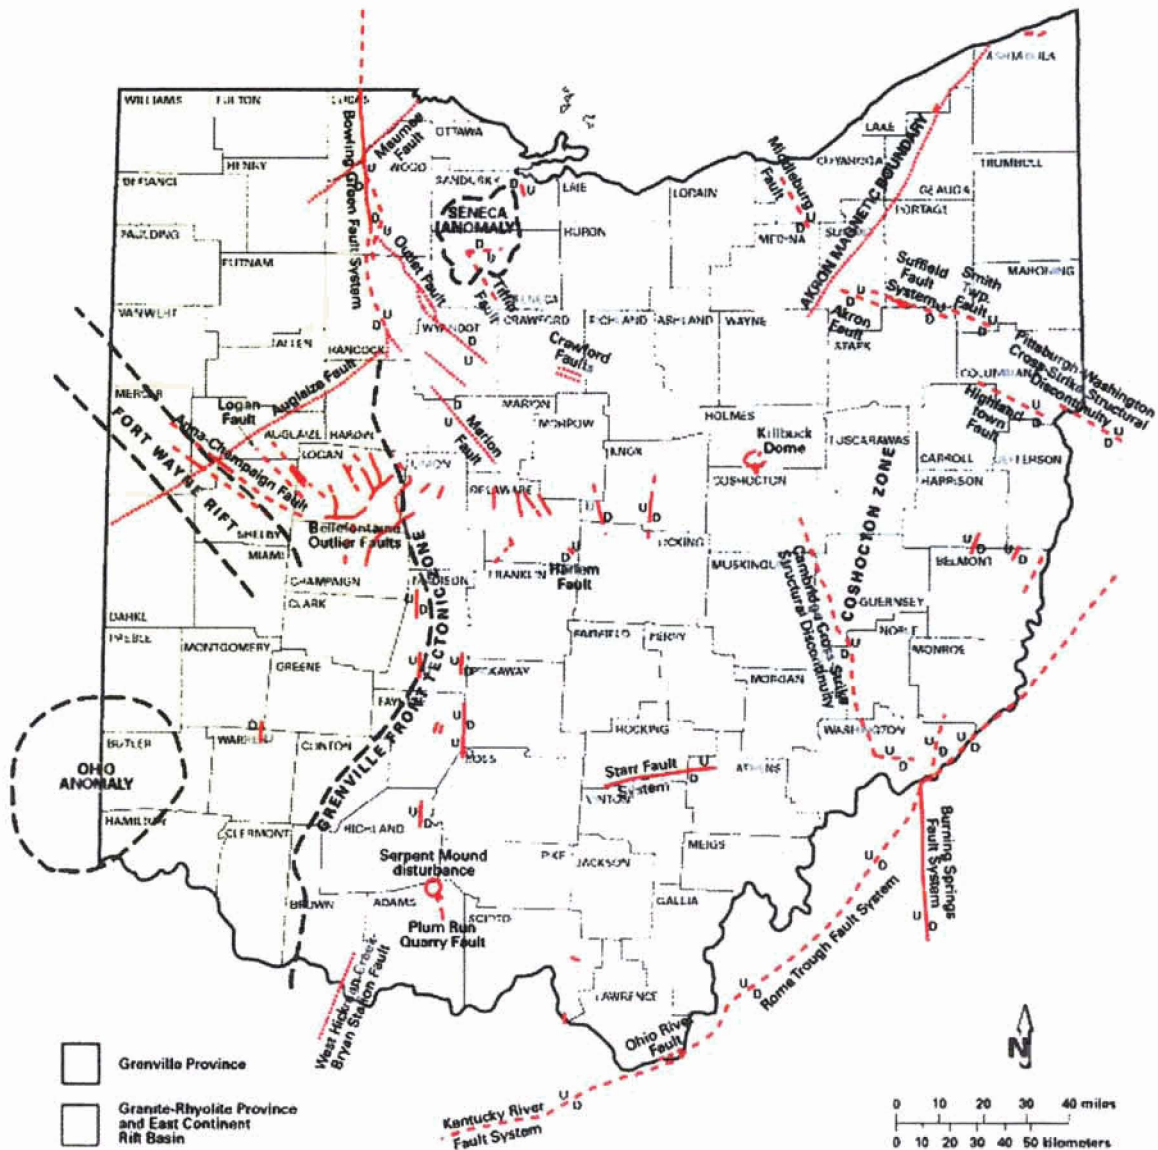 WILLIAMS
FULTON
LUCAS
OTTAWA
Maumee
Fault
WOOD
HENRY
DEFIANCE
SANDUSKY
ERIE
LORAIN
Middleburg
Fault
CUYAHOGA
LAKE
ASHTABULA
TRUMBULL
GEAUGA
PORTAGE
SENECA
ANOMALY
HURON
MEDINA
SUMMIT
MAHONING
AKRON MAGNETIC BOUNDARY
PAULDING
PUTNAM
Bowling Green Fault System
Outlet Fault
Tiffin
Fault
SENECA
Suffield
Fault
System
Smith
Twp.
Fault
Akron
Fault
STARK
VAN WERT
ALLEN
HANCOCK
WYANDOT
CRAWFORD
RICHLAND
ASHLAND
WAYNE
Crawford
Faults
COLUMBIANA
Pittsburgh-Washington
Cross-Strike Structural
Discontinuity
Highland
town
Fault
MERCER
Logan
Fault
Auglaize Fault
AUGLAIZE
HARDIN
MARION
Marion
Fault
MORROW
HOLMES
Killbuck
Dome
TUSCARAWAS
CARROLL
JEFFERSON
HARRISON
Anna-Champaign Fault
FORT WAYNE RIFT
LOGAN
UNION
DELAWARE
KNOX
COSHOCTON
COSHOCTON ZONE
SHELBY
MIAMI
Bellefontaine
Outlier Faults
CHAMPAIGN
CLARK
MADISON
FRANKLIN
Harlem
Fault
LICKING
MUSKINGUM
BELMONT
GUERNSEY
NOBLE
MONROE
Cambridge Cross-Strike
Structural Discontinuity
DARKE
PREBLE
MONTGOMERY
GREENE
FAIRFIELD
PERRY
MORGAN
PICKAWAY
GRENVILLE FRONT TECTONIC ZONE
BUTLER
WARREN
CLINTON
ROSS
HOCKING
WASHINGTON
OHIO
ANOMALY
Starr Fault
System
ATHENS
VINTON
HAMILTON
CLERMONT
HIGHLAND
PIKE
JACKSON
MEIGS
Serpent Mound
disturbance
BROWN
ADAMS
SCIOTO
GALLIA
Plum Run
Quarry Fault
Burning Springs
Fault System
Rome Trough Fault System
West Hickman Creek-
Bryan Station Fault
LAWRENCE
Ohio River
Fault
Kentucky River
Fault System
Grenville Province
Granite-Rhyolite Province
and East Continent
Rift Basin
N
0 10 20 30 40 miles
0 10 20 30 40 50 kilometers